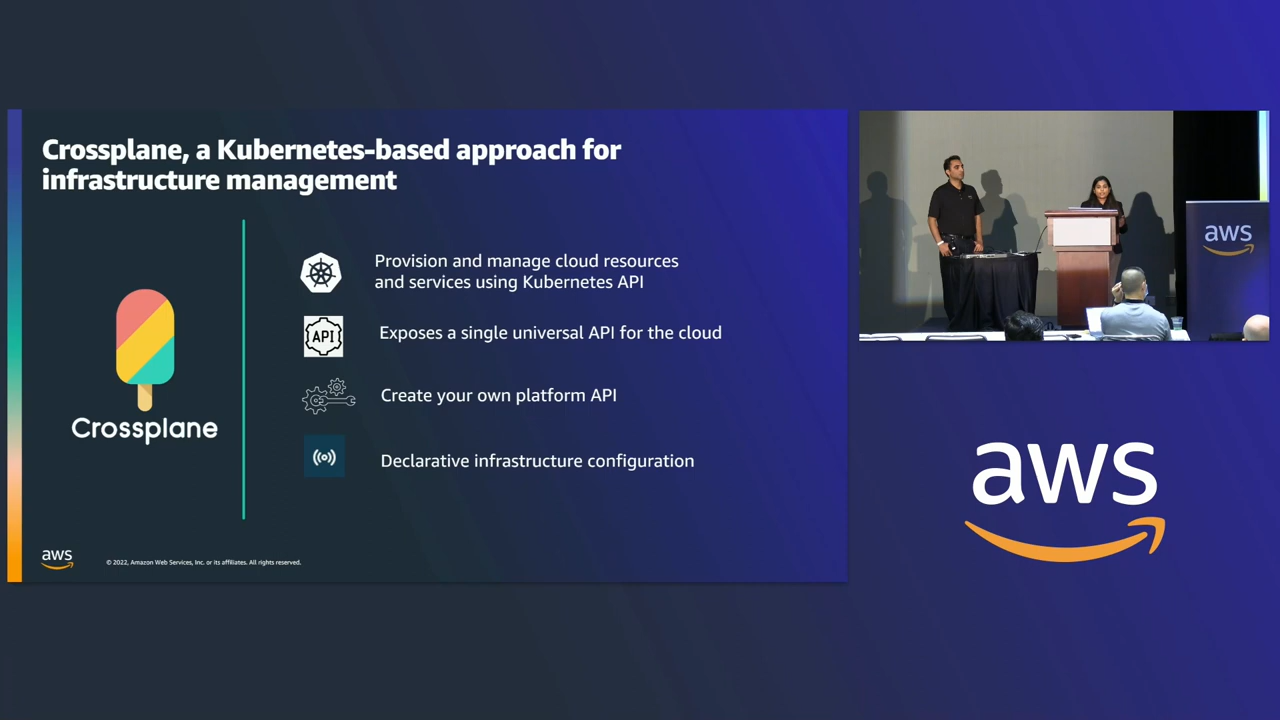 Crossplane, a Kubernetes-based approach for
infrastructure management
Crossplane
Provision and manage cloud resources
and services using Kubernetes API
API
Exposes a single universal API for the cloud
Create your own platform API
Declarative infrastructure configuration
aws
© 2022, Amazon Web Services, Inc. or its affiliates. All rights reserved.
aws
aws